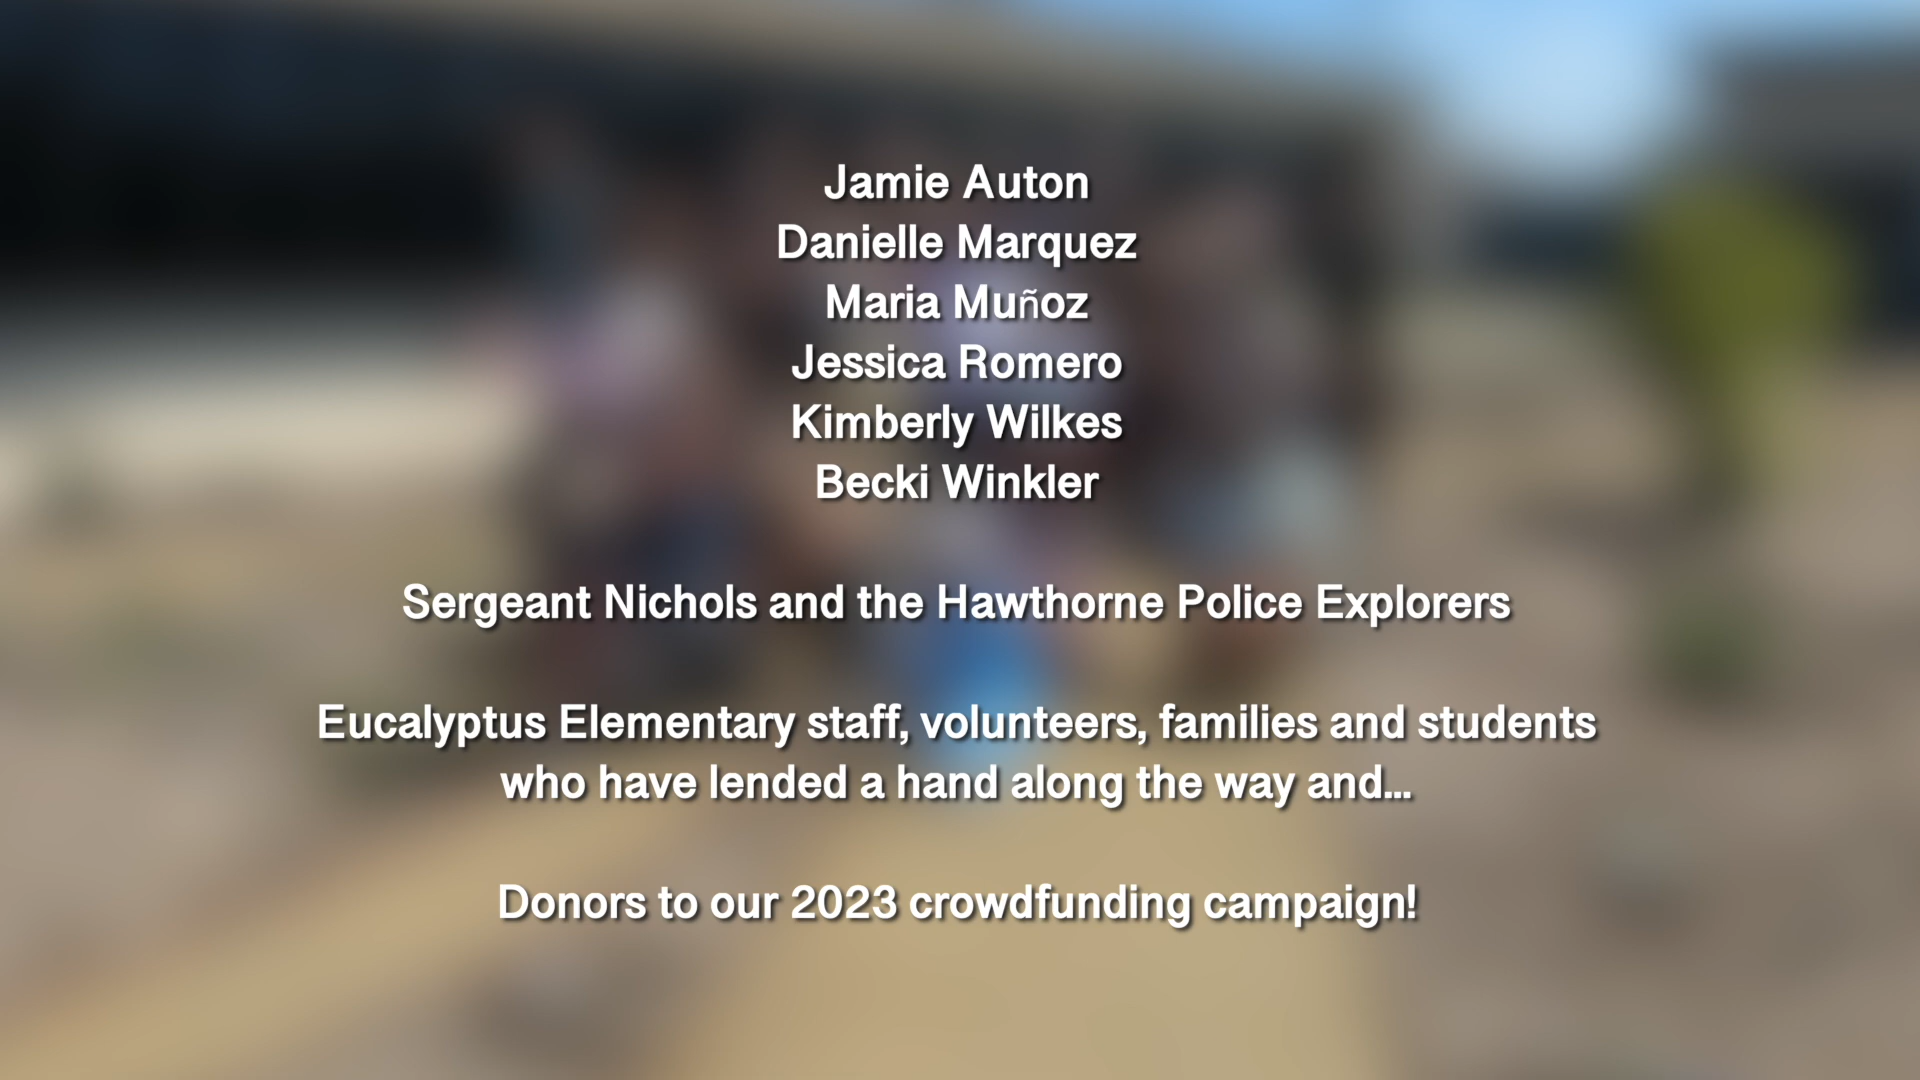 Jamie Auton
Danielle Marquez
Maria Muñoz
Jessica Romero
Kimberly Wilkes
Becki Winkler
Sergeant Nichols and the Hawthorne Police Explorers
Eucalyptus Elementary staff, volunteers, families and students
who have lended a hand along the way and...
Donors to our 2023 crowdfunding campaign!